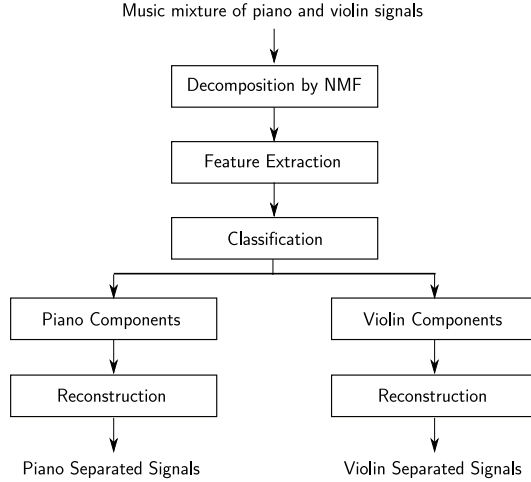 Music mixture of piano and violin signals
Decomposition by NMF
Feature Extraction
Classification
Piano Components
Violin Components
Reconstruction
Reconstruction
Piano Separated Signals
Violin Separated Signals